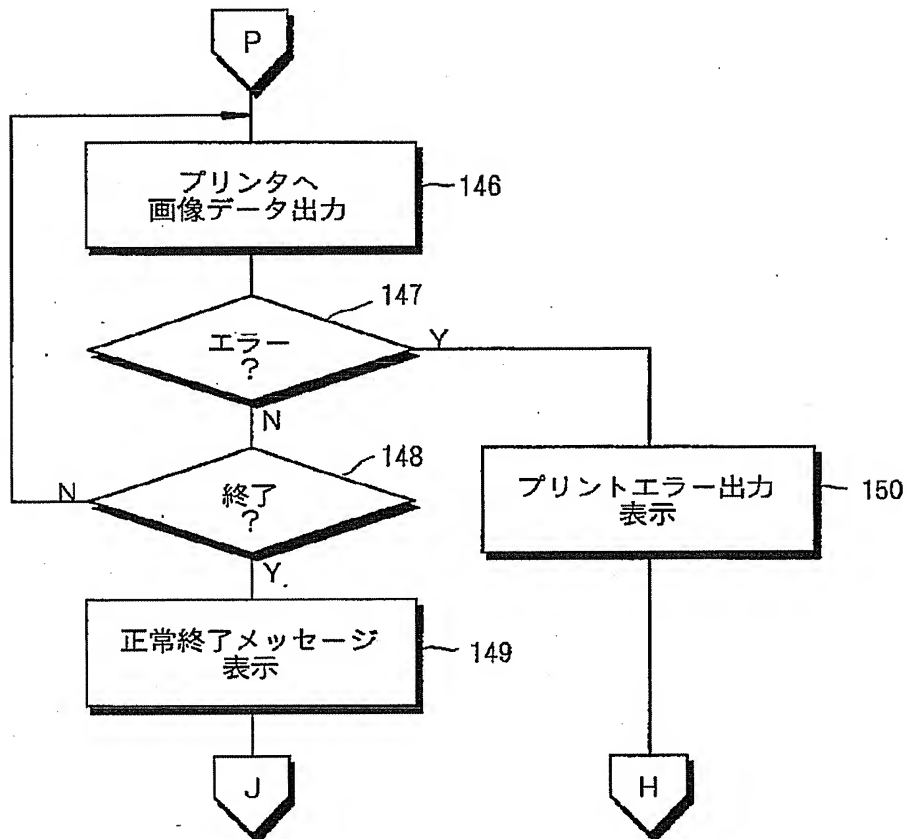 P
プリンタへ
画像データ出力
146
147
エラー
?
Y
N
148
終了
?
N
Y
プリントエラー出力
表示
150
正常終了メッセージ
表示
149
J
H